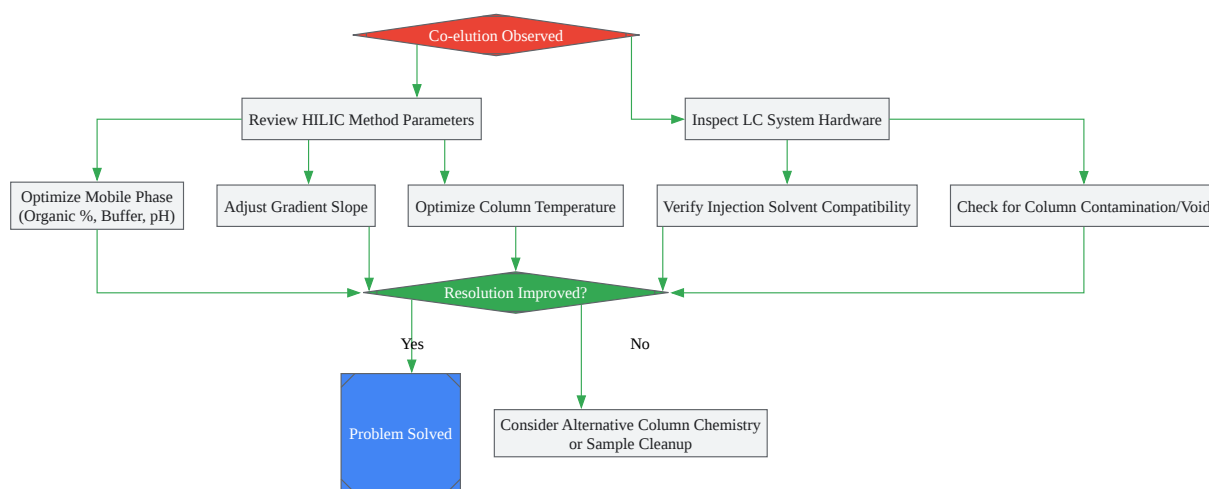 Co-elution Observed
Review HILIC Method Parameters
Inspect LC System Hardware
Optimize Mobile Phase
(Organic %, Buffer, pH)
Adjust Gradient Slope
Optimize Column Temperature
Verify Injection Solvent Compatibility
Check for Column Contamination/Void
Resolution Improved?
Yes
No
Problem Solved
Consider Alternative Column Chemistry
or Sample Cleanup